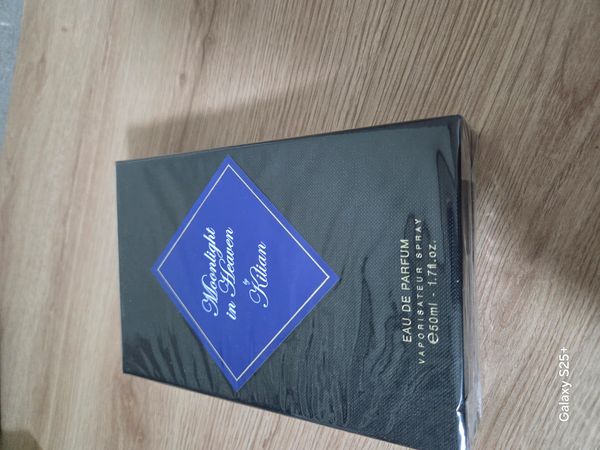 Moonlight
in Heaven
by
Kilian
EAU DE PARFUM
VAPORISATEUR SPRAY
℮50ml 1.7fl.oz.
Galaxy S25+